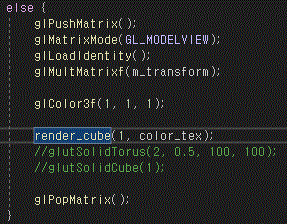 else {
glPushMatrix();
glMatrixMode(GL_MODELVIEW);
glLoadIdentity();
glMultMatrixf(m_transform);
glColor3f(1, 1, 1);
render_cube(1, color_tex);
//glutSolidTorus(2, 0.5, 100, 100);
//glutSolidCube(1);
glPopMatrix();
}